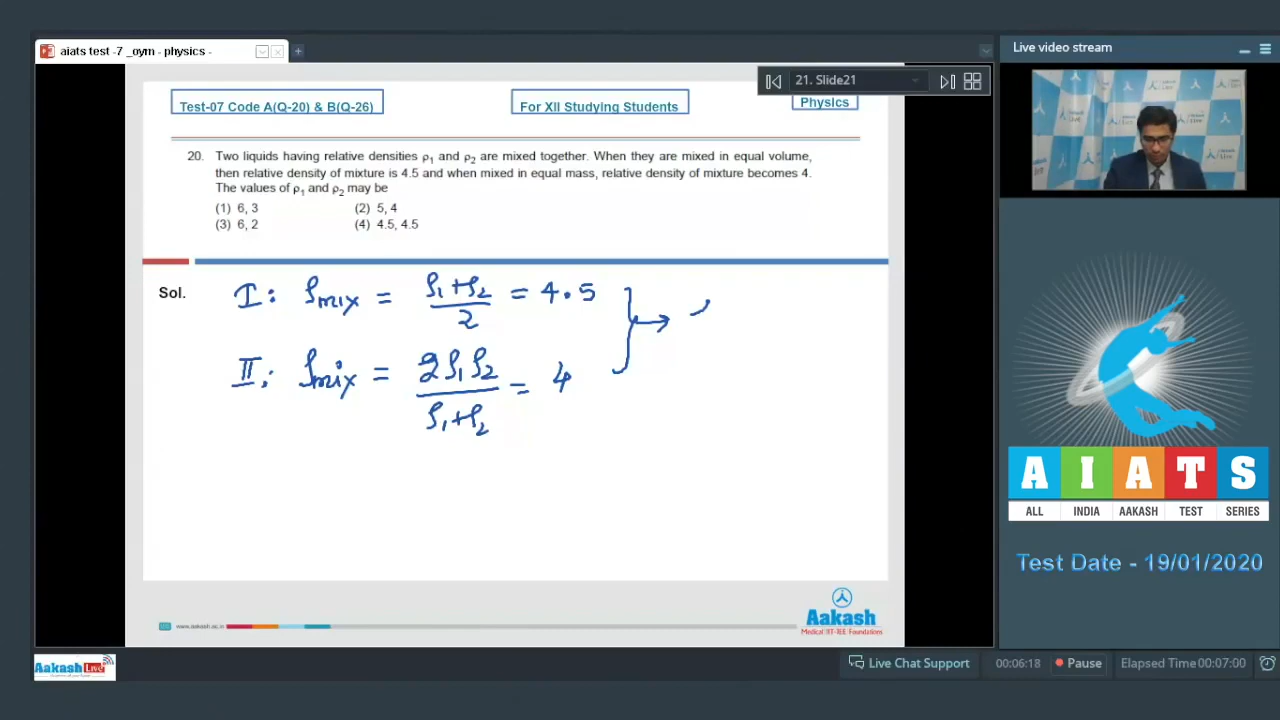 aiats test -7 _oym - physics -
Live video stream
21. Slide21
Test-07 Code A(Q-20) & B(Q-26)
For XII Studying Students
Physics
20. Two liquids having relative densities ρ₁ and ρ₂ are mixed together. When they are mixed in equal volume,
then relative density of mixture is 4.5 and when mixed in equal mass, relative density of mixture becomes 4.
The values of ρ₁ and ρ₂ may be
(1) 6, 3 (2) 5, 4
(3) 6, 2 (4) 4.5, 4.5
Sol.
I: ρmix = (ρ₁+ρ₂)/2 = 4.5
II: ρmix = 2ρ₁ρ₂/(ρ₁+ρ₂) = 4
A I A T S
ALL INDIA AAKASH TEST SERIES
Test Date - 19/01/2020
Aakash
Medical | IIT-JEE | Foundations
www.aakash.ac.in
Aakash Live
Live Chat Support
00:06:18
Pause
Elapsed Time 00:07:00